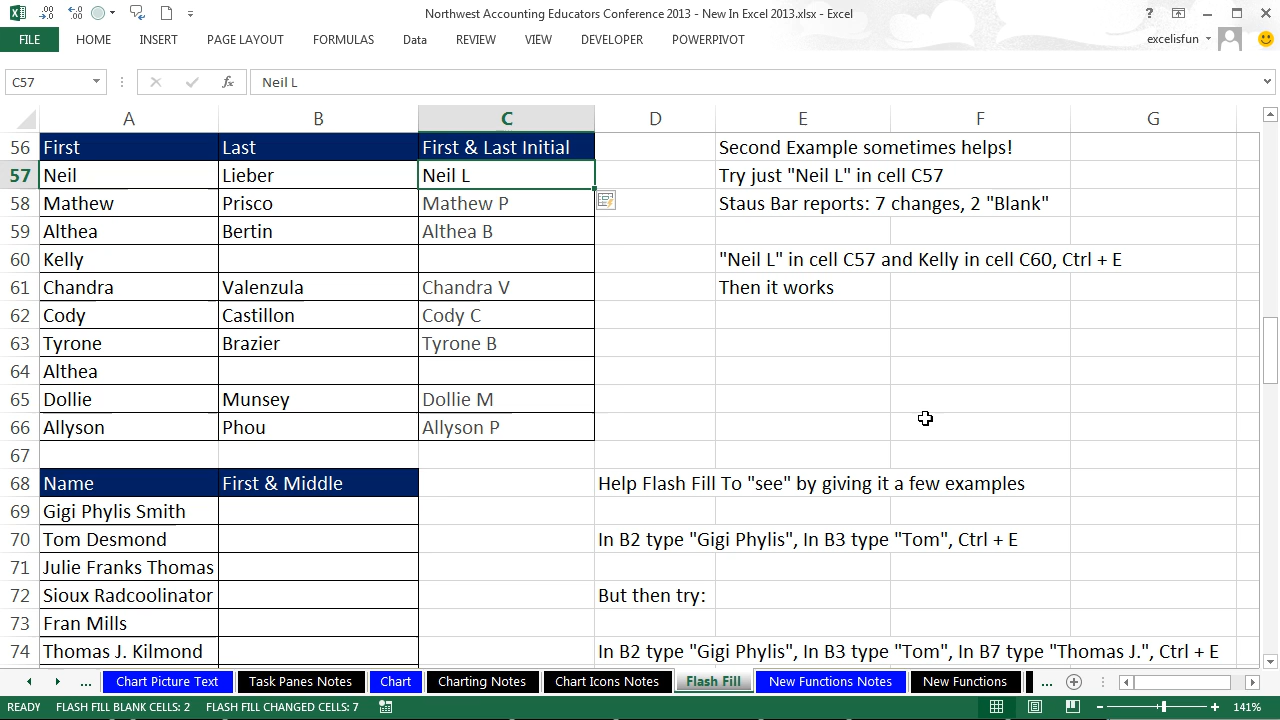 Northwest Accounting Educators Conference 2013 - New In Excel 2013.xlsx - Excel
FILE HOME INSERT PAGE LAYOUT FORMULAS Data REVIEW VIEW DEVELOPER POWERPIVOT excelisfun
C57 fx Neil L
A B C D E F G
56 First Last First & Last Initial Second Example sometimes helps!
57 Neil Lieber Neil L Try just "Neil L" in cell C57
58 Mathew Prisco Mathew P Staus Bar reports: 7 changes, 2 "Blank"
59 Althea Bertin Althea B
60 Kelly "Neil L" in cell C57 and Kelly in cell C60, Ctrl + E
61 Chandra Valenzula Chandra V Then it works
62 Cody Castillon Cody C
63 Tyrone Brazier Tyrone B
64 Althea
65 Dollie Munsey Dollie M
66 Allyson Phou Allyson P
67
68 Name First & Middle Help Flash Fill To "see" by giving it a few examples
69 Gigi Phylis Smith
70 Tom Desmond In B2 type "Gigi Phylis", In B3 type "Tom", Ctrl + E
71 Julie Franks Thomas
72 Sioux Radcoolinator But then try:
73 Fran Mills
74 Thomas J. Kilmond In B2 type "Gigi Phylis", In B3 type "Tom", In B7 type "Thomas J.", Ctrl + E
... Chart Picture Text Task Panes Notes Chart Charting Notes Chart Icons Notes Flash Fill New Functions Notes New Functions ...
READY FLASH FILL BLANK CELLS: 2 FLASH FILL CHANGED CELLS: 7 141%